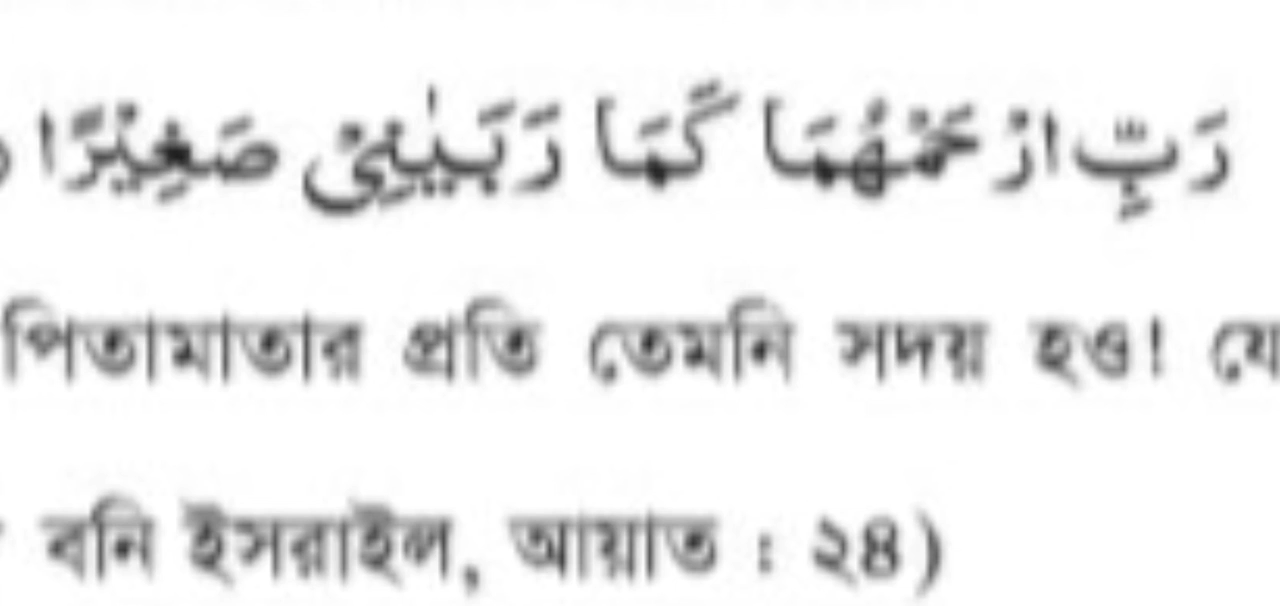 رَبِّ ارْحَمْهُمَا كَمَا رَبَّيٰنِيْ صَغِيْرًا
পিতামাতার প্রতি তেমনি সদয় হও! যে
বনি ইসরাইল, আয়াত : ২৪)